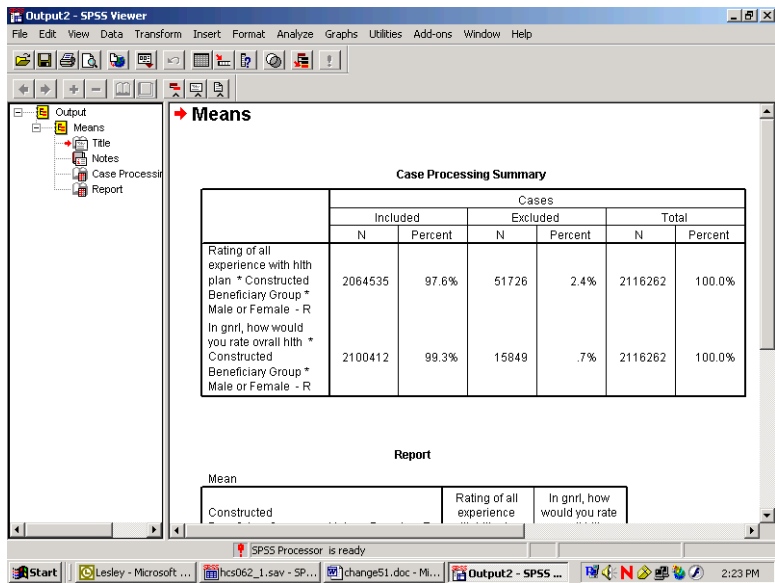 Output2 - SPSS Viewer
File Edit View Data Transform Insert Format Analyze Graphs Utilities Add-ons Window Help
Output
Means
Title
Notes
Case Processir
Report
Means
Case Processing Summary
Cases
Included Excluded Total
N Percent N Percent N Percent
Rating of all
experience with hlth
plan * Constructed
Beneficiary Group *
Male or Female - R
2064535 97.6% 51726 2.4% 2116262 100.0%
In gnrl, how would
you rate ovrall hlth *
Constructed
Beneficiary Group *
Male or Female - R
2100412 99.3% 15849 .7% 2116262 100.0%
Report
Mean
Rating of all In gnrl, how
Constructed experience would you rate
SPSS Processor is ready
Start Lesley - Microsoft ... hcs062_1.sav - SP... change51.doc - Mi... Output2 - SPSS ... 2:23 PM